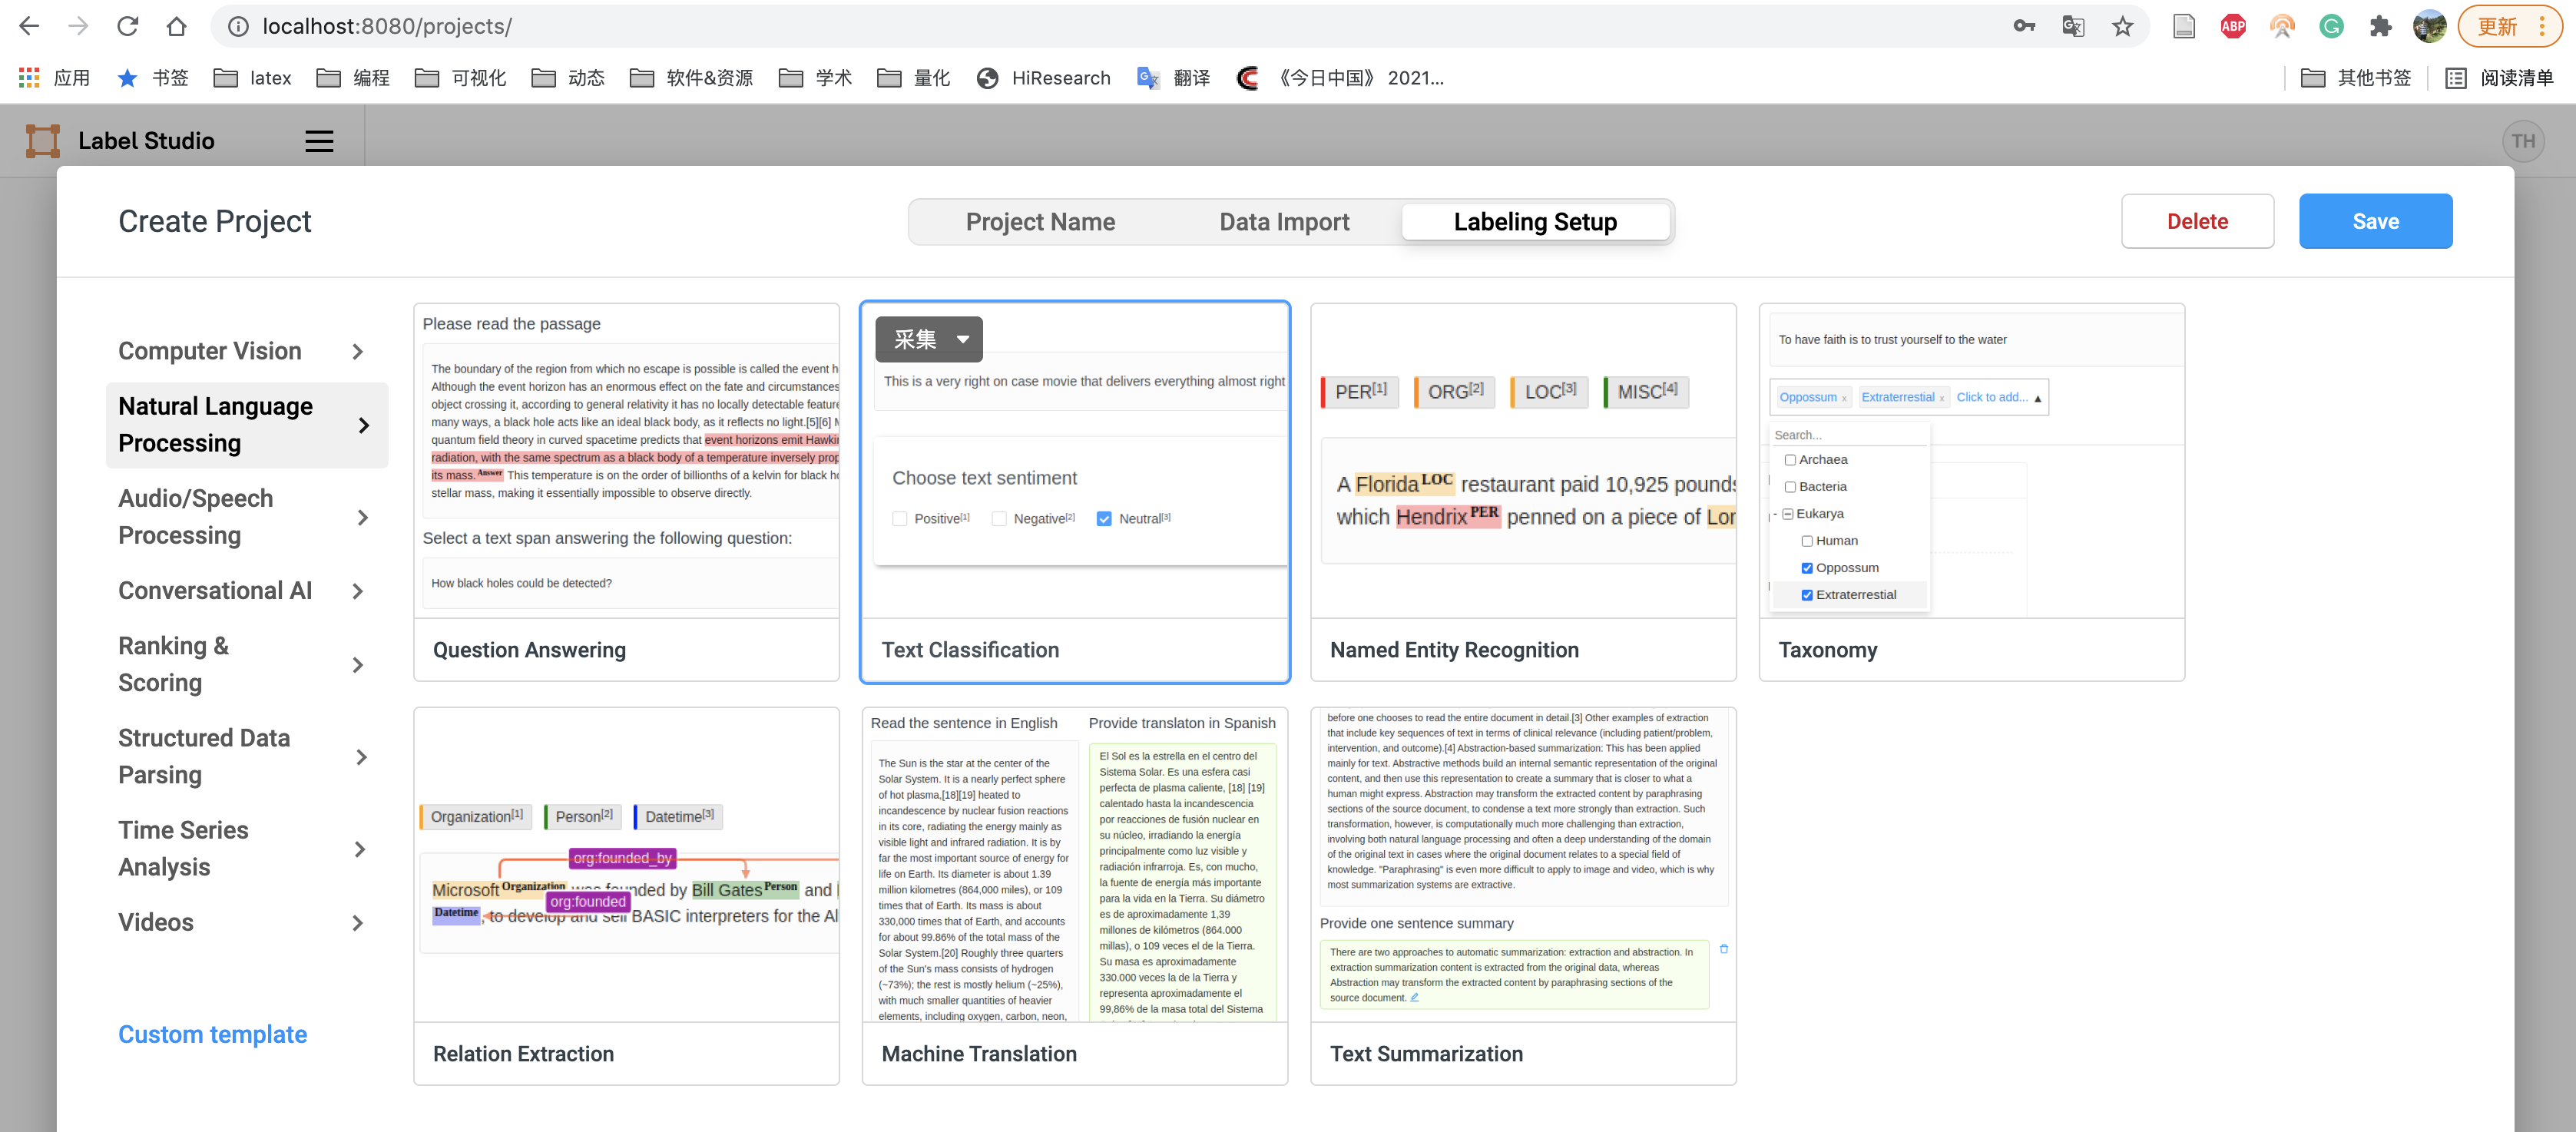 localhost:8080/projects/
更新
应用
书签
latex
编程
可视化
动态
软件&资源
学术
量化
HiResearch
翻译
《今日中国》 2021...
其他书签
阅读清单
Label Studio
TH
Create Project
Project Name
Data Import
Labeling Setup
Delete
Save
Computer Vision
Natural Language
Processing
Audio/Speech
Processing
Conversational AI
Ranking &
Scoring
Structured Data
Parsing
Time Series
Analysis
Videos
Custom template
Please read the passage
The boundary of the region from which no escape is possible is called the event h
Although the event horizon has an enormous effect on the fate and circumstances
object crossing it, according to general relativity it has no locally detectable feature
many ways, a black hole acts like an ideal black body, as it reflects no light.[5][6] M
quantum field theory in curved spacetime predicts that event horizons emit Hawki
radiation, with the same spectrum as a black body of a temperature inversely prop
its mass. Answer This temperature is on the order of billionths of a kelvin for black h
stellar mass, making it essentially impossible to observe directly.
Select a text span answering the following question:
How black holes could be detected?
Question Answering
采集
This is a very right on case movie that delivers everything almost right
Choose text sentiment
Positive[1]
Negative[2]
Neutral[3]
Text Classification
PER[1]
ORG[2]
LOC[3]
MISC[4]
A Florida LOC restaurant paid 10,925 pounds
which Hendrix PER penned on a piece of Lor
Named Entity Recognition
To have faith is to trust yourself to the water
Oppossum x
Extraterrestial x
Click to add...
Search...
Archaea
Bacteria
Eukarya
Human
Oppossum
Extraterrestial
Taxonomy
Organization[1]
Person[2]
Datetime[3]
org:founded_by
Microsoft Organization was founded by Bill Gates Person and
org:founded
Datetime, to develop and sell BASIC interpreters for the Al
Relation Extraction
Read the sentence in English
The Sun is the star at the center of the
Solar System. It is a nearly perfect sphere
of hot plasma,[18][19] heated to
incandescence by nuclear fusion reactions
in its core, radiating the energy mainly as
visible light and infrared radiation. It is by
far the most important source of energy for
life on Earth. Its diameter is about 1.39
million kilometres (864,000 miles), or 109
times that of Earth. Its mass is about
330,000 times that of Earth, and accounts
for about 99.86% of the total mass of the
Solar System.[20] Roughly three quarters
of the Sun's mass consists of hydrogen
(~73%); the rest is mostly helium (~25%),
with much smaller quantities of heavier
elements, including oxygen, carbon, neon,
Provide translaton in Spanish
El Sol es la estrella en el centro del
Sistema Solar. Es una esfera casi
perfecta de plasma caliente, [18] [19]
calentado hasta la incandescencia
por reacciones de fusión nuclear en
su núcleo, irradiando la energía
principalmente como luz visible y
radiación infrarroja. Es, con mucho,
la fuente de energía más importante
para la vida en la Tierra. Su diámetro
es de aproximadamente 1,39
millones de kilómetros (864.000
millas), o 109 veces el de la Tierra.
Su masa es aproximadamente
330.000 veces la de la Tierra y
representa aproximadamente el
99,86% de la masa total del Sistema
Machine Translation
before one chooses to read the entire document in detail.[3] Other examples of extraction
that include key sequences of text in terms of clinical relevance (including patient/problem,
intervention, and outcome).[4] Abstraction-based summarization: This has been applied
mainly for text. Abstractive methods build an internal semantic representation of the original
content, and then use this representation to create a summary that is closer to what a
human might express. Abstraction may transform the extracted content by paraphrasing
sections of the source document, to condense a text more strongly than extraction. Such
transformation, however, is computationally much more challenging than extraction,
involving both natural language processing and often a deep understanding of the domain
of the original text in cases where the original document relates to a special field of
knowledge. "Paraphrasing" is even more difficult to apply to image and video, which is why
most summarization systems are extractive.
Provide one sentence summary
There are two approaches to automatic summarization: extraction and abstraction. In
extraction summarization content is extracted from the original data, whereas
Abstraction may transform the extracted content by paraphrasing sections of the
source document.
Text Summarization